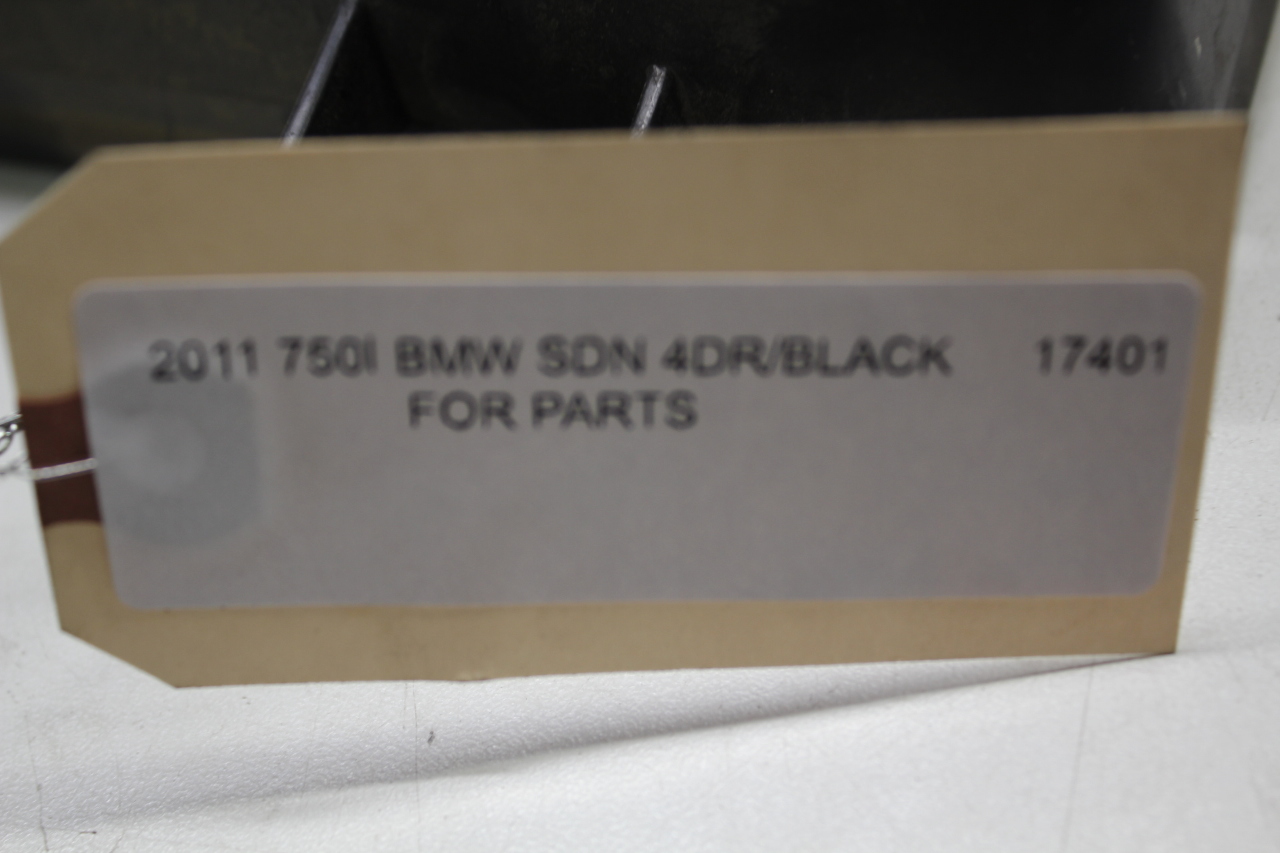 2011 750i BMW SDN 4DR/BLACK 17401
FOR PARTS